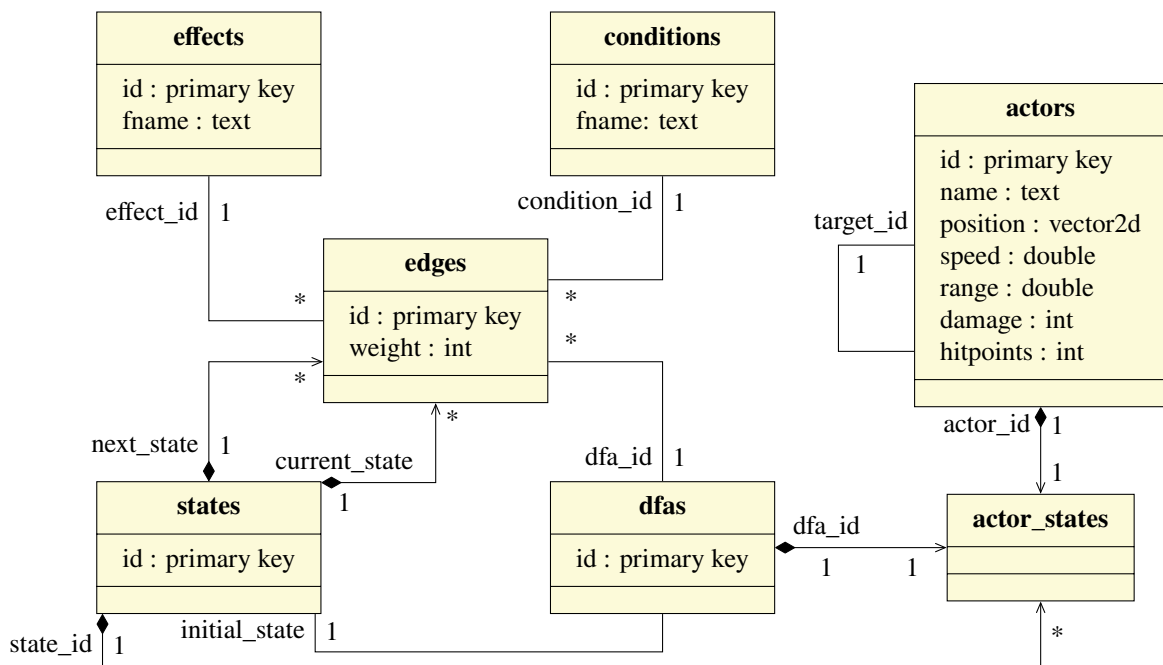 effects
id : primary key
fname : text
conditions
id : primary key
fname: text
actors
id : primary key
name : text
position : vector2d
speed : double
range : double
damage : int
hitpoints : int
effect_id 1
condition_id 1
target_id
1
edges
id : primary key
weight : int
*
*
*
*
*
next_state 1
current_state
1
dfa_id 1
actor_id 1
1
states
id : primary key
dfas
id : primary key
dfa_id
1 1
actor_states
state_id 1
initial_state 1
*